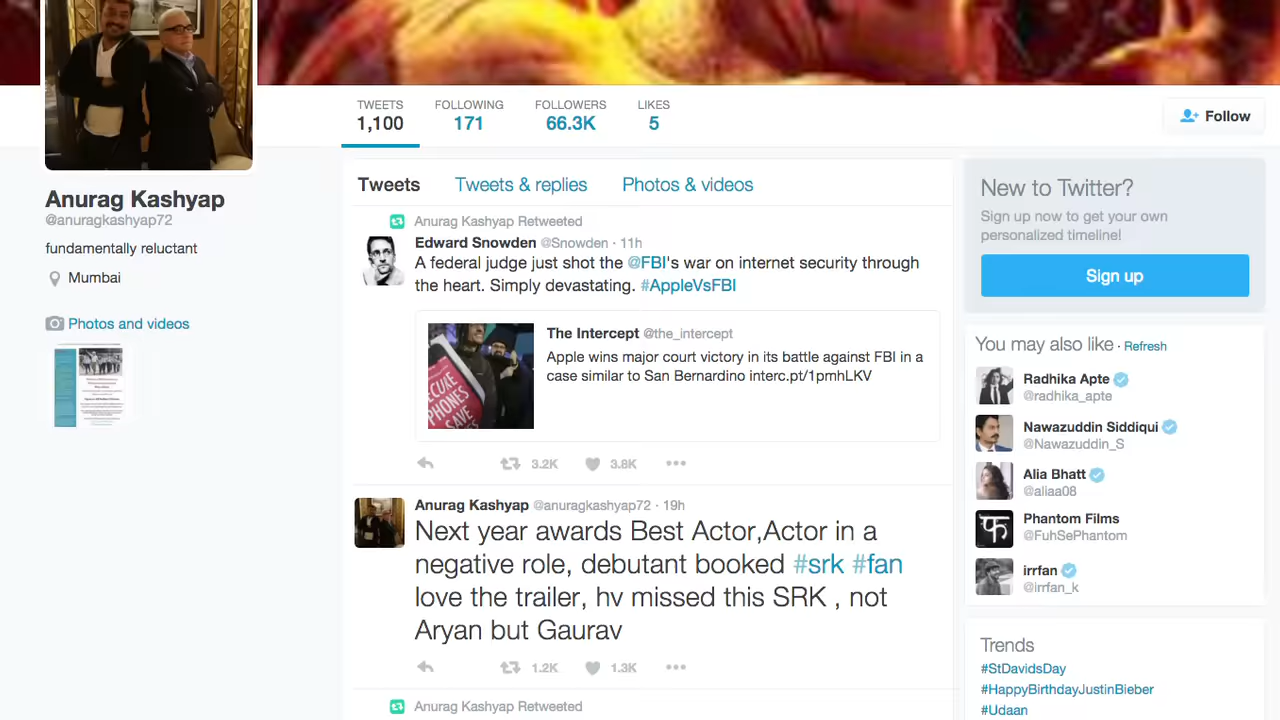 TWEETS FOLLOWING FOLLOWERS LIKES
1,100 171 66.3K 5
Follow
Anurag Kashyap
@anuragkashyap72
fundamentally reluctant
Mumbai
Photos and videos
Tweets Tweets & replies Photos & videos
Anurag Kashyap Retweeted
Edward Snowden @Snowden · 11h
A federal judge just shot the @FBI's war on internet security through
the heart. Simply devastating. #AppleVsFBI
SECURE
PHONES
SAVE
The Intercept @the_intercept
Apple wins major court victory in its battle against FBI in a
case similar to San Bernardino interc.pt/1pmhLKV
3.2K 3.8K
Anurag Kashyap @anuragkashyap72 · 19h
Next year awards Best Actor,Actor in a
negative role, debutant booked #srk #fan
love the trailer, hv missed this SRK , not
Aryan but Gaurav
1.2K 1.3K
Anurag Kashyap Retweeted
New to Twitter?
Sign up now to get your own
personalized timeline!
Sign up
You may also like · Refresh
Radhika Apte
@radhika_apte
Nawazuddin Siddiqui
@Nawazuddin_S
Alia Bhatt
@aliaa08
फ
Phantom Films
@FuhSePhantom
irrfan
@irrfan_k
Trends
#StDavidsDay
#HappyBirthdayJustinBieber
#Udaan